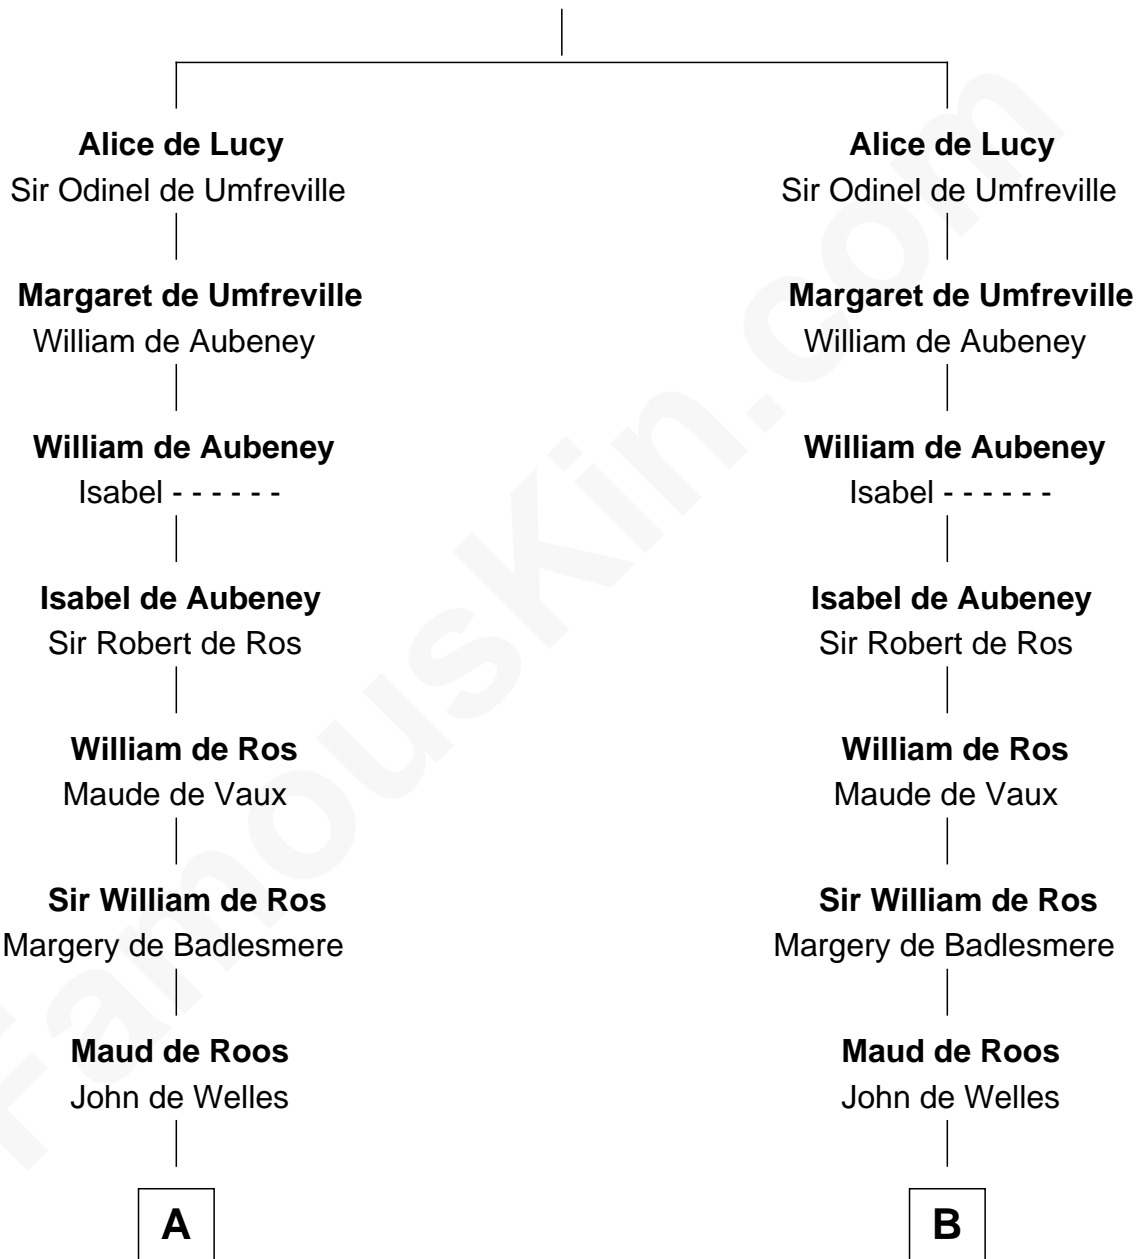 Alice de Lucy
Sir Odinel de Umfreville
Margaret de Umfreville
William de Aubeney
William de Aubeney
Isabel - - - - - -
Isabel de Aubeney
Sir Robert de Ros
William de Ros
Maude de Vaux
Sir William de Ros
Margery de Badlesmere
Maud de Roos
John de Welles
A
Alice de Lucy
Sir Odinel de Umfreville
Margaret de Umfreville
William de Aubeney
William de Aubeney
Isabel - - - - - -
Isabel de Aubeney
Sir Robert de Ros
William de Ros
Maude de Vaux
Sir William de Ros
Margery de Badlesmere
Maud de Roos
John de Welles
B
FamousKin.com